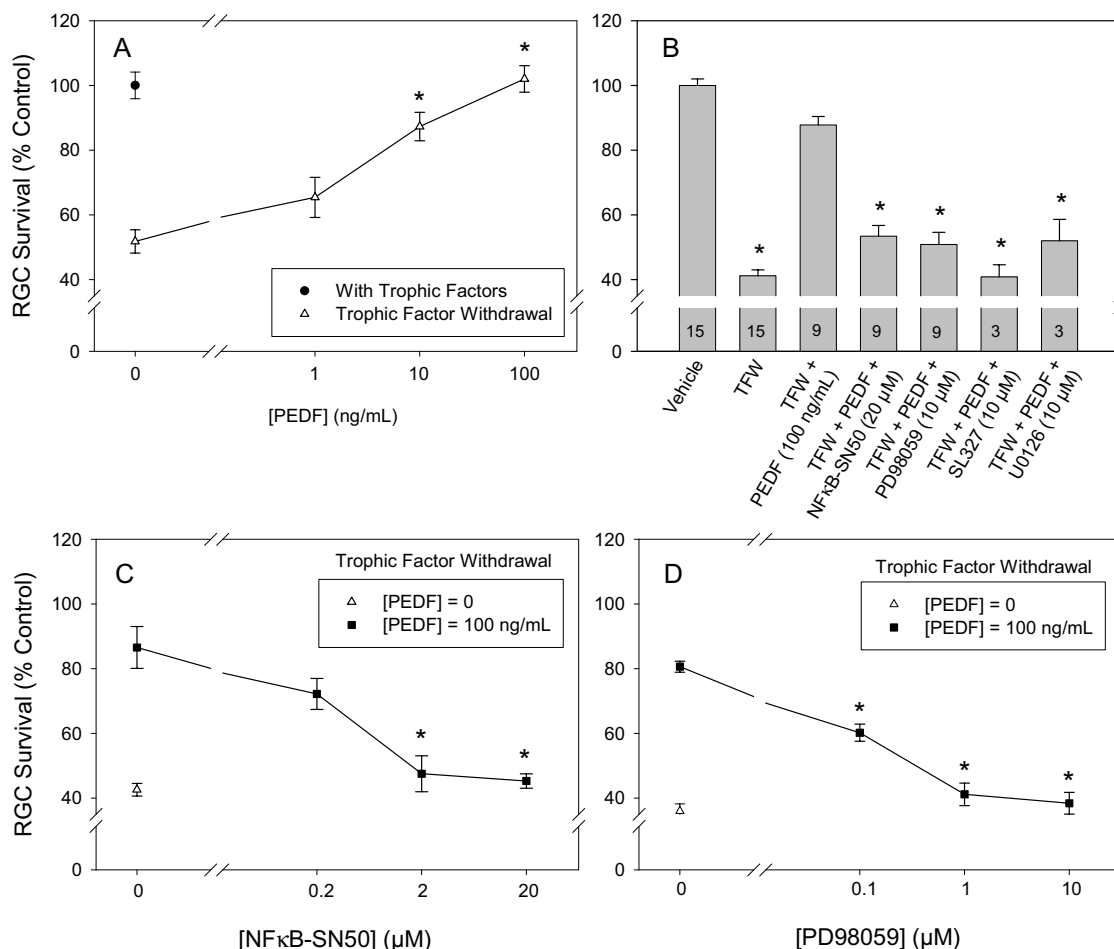 A
RGC Survival (% Control)
120
100
80
60
40
0
*
*
With Trophic Factors
Trophic Factor Withdrawal
0
1
10
100
[PEDF] (ng/mL)
B
120
100
80
60
40
0
*
*
*
*
*
15
15
9
9
9
3
3
Vehicle
TFW
TFW +
PEDF (100 ng/mL)
TFW + PEDF +
NFκB-SN50 (20 µM)
TFW + PEDF +
PD98059 (10 µM)
TFW + PEDF +
SL327 (10 µM)
TFW + PEDF +
U0126 (10 µM)
C
RGC Survival (% Control)
120
100
80
60
40
0
Trophic Factor Withdrawal
[PEDF] = 0
[PEDF] = 100 ng/mL
*
*
0
0.2
2
20
[NFκB-SN50] (µM)
D
120
100
80
60
40
0
Trophic Factor Withdrawal
[PEDF] = 0
[PEDF] = 100 ng/mL
*
*
*
0
0.1
1
10
[PD98059] (µM)